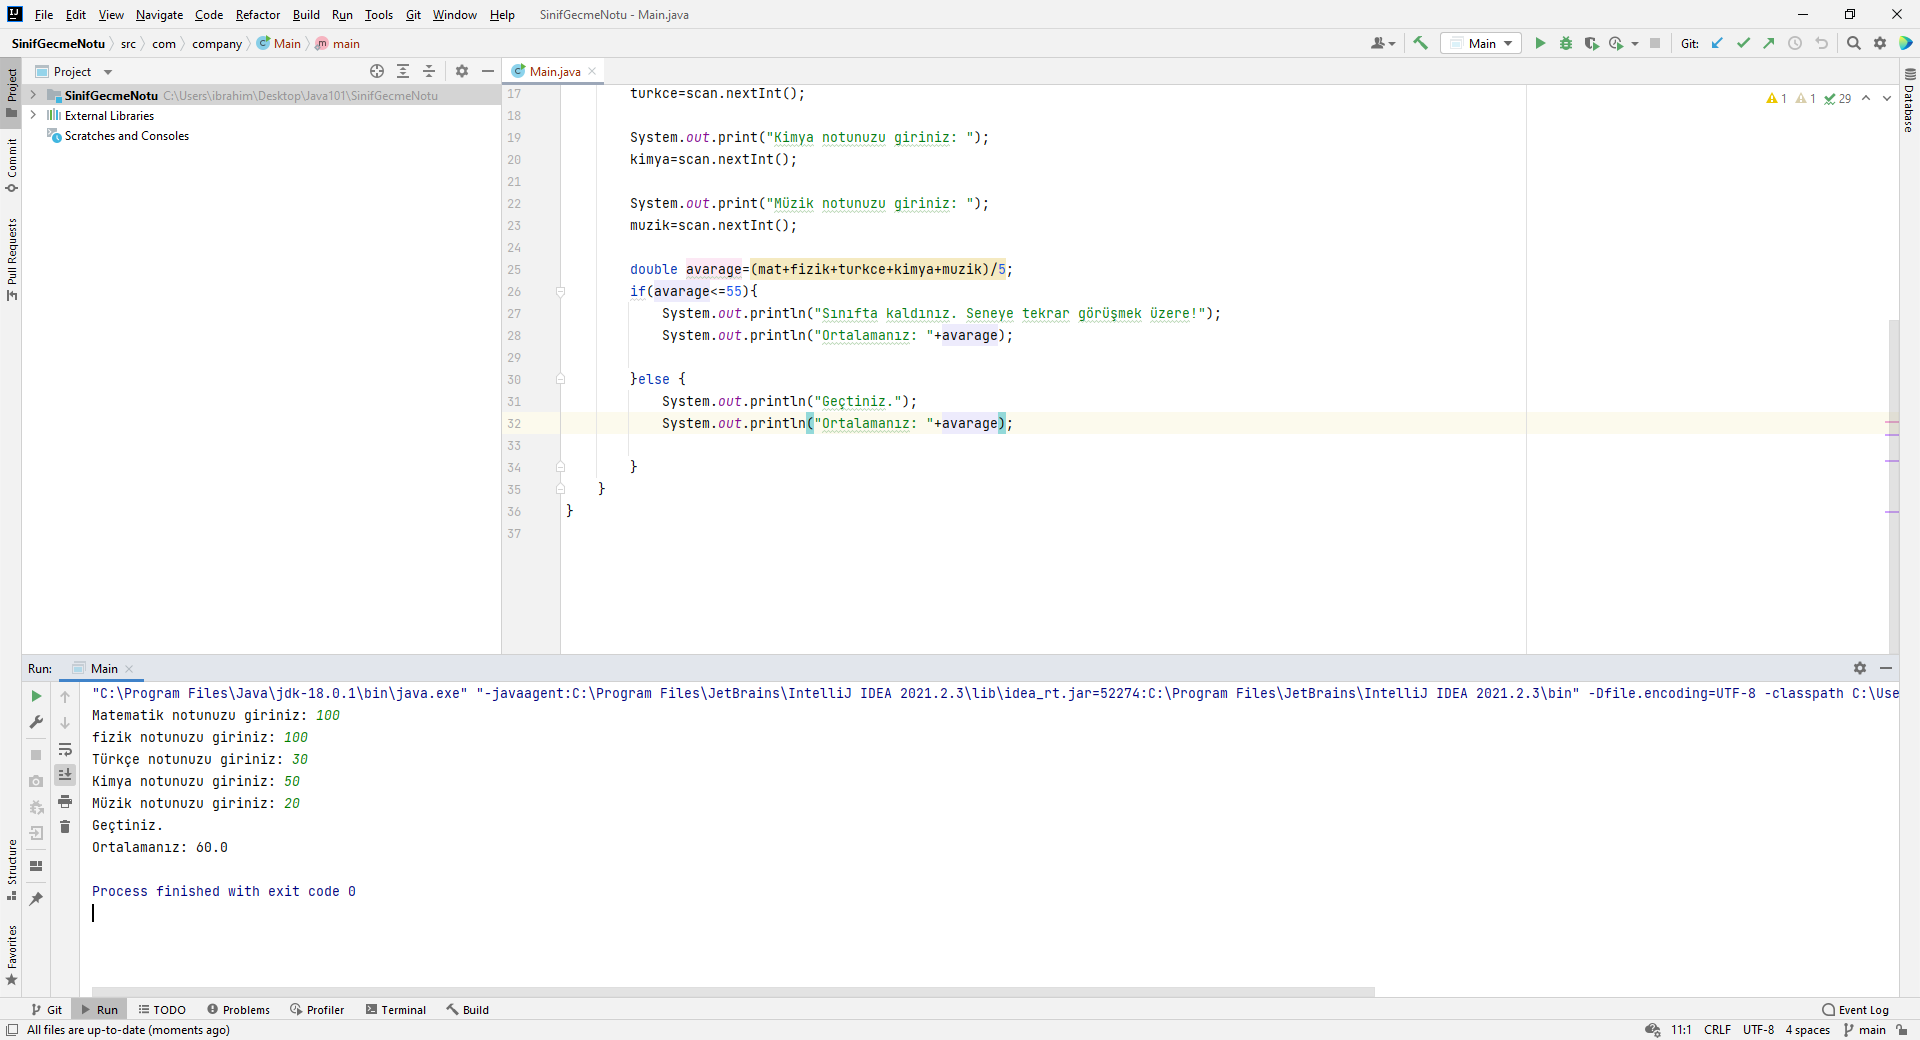 File Edit View Navigate Code Refactor Build Run Tools Git Window Help SinifGecmeNotu - Main.java
SinifGecmeNotu src com company Main main
Main Git:
Project
Main.java
SinifGecmeNotu C:\Users\ibrahim\Desktop\Java101\SinifGecmeNotu
External Libraries
Scratches and Consoles
Project
Commit
Pull Requests
Structure
Favorites
Database
1 1 29
17 turkce=scan.nextInt();
18
19 System.out.print("Kimya notunuzu giriniz: ");
20 kimya=scan.nextInt();
21
22 System.out.print("Müzik notunuzu giriniz: ");
23 muzik=scan.nextInt();
24
25 double avarage=(mat+fizik+turkce+kimya+muzik)/5;
26 if(avarage<=55){
27 System.out.println("Sınıfta kaldınız. Seneye tekrar görüşmek üzere!");
28 System.out.println("Ortalamanız: "+avarage);
29
30 }else {
31 System.out.println("Geçtiniz.");
32 System.out.println("Ortalamanız: "+avarage);
33
34 }
35 }
36 }
37
Run: Main
"C:\Program Files\Java\jdk-18.0.1\bin\java.exe" "-javaagent:C:\Program Files\JetBrains\IntelliJ IDEA 2021.2.3\lib\idea_rt.jar=52274:C:\Program Files\JetBrains\IntelliJ IDEA 2021.2.3\bin" -Dfile.encoding=UTF-8 -classpath C:\Use
Matematik notunuzu giriniz: 100
fizik notunuzu giriniz: 100
Türkçe notunuzu giriniz: 30
Kimya notunuzu giriniz: 50
Müzik notunuzu giriniz: 20
Geçtiniz.
Ortalamanız: 60.0
Process finished with exit code 0
Git Run TODO Problems Profiler Terminal Build Event Log
All files are up-to-date (moments ago) 11:1 CRLF UTF-8 4 spaces main